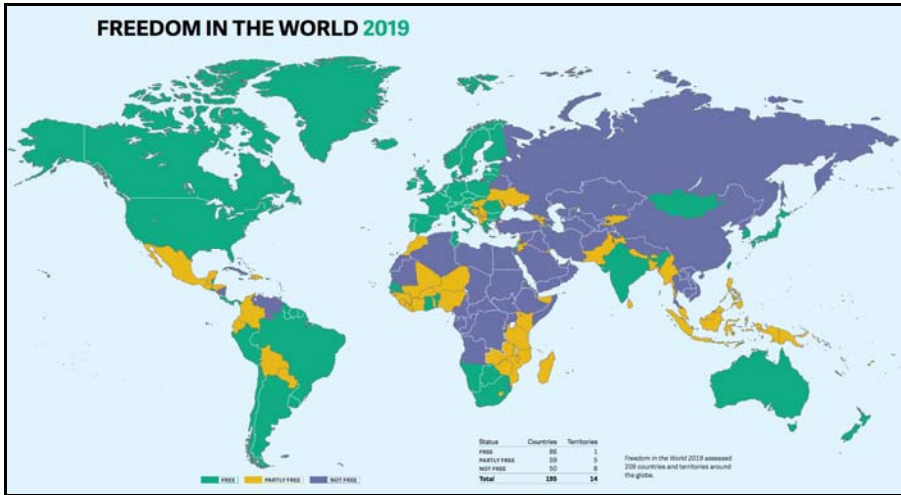 FREEDOM IN THE WORLD 2019
Status Countries Territories
FREE 86 1
PARTLY FREE 59 5
NOT FREE 50 8
Total 195 14
Freedom in the World 2019 assessed
209 countries and territories around
the globe.
FREE PARTLY FREE NOT FREE